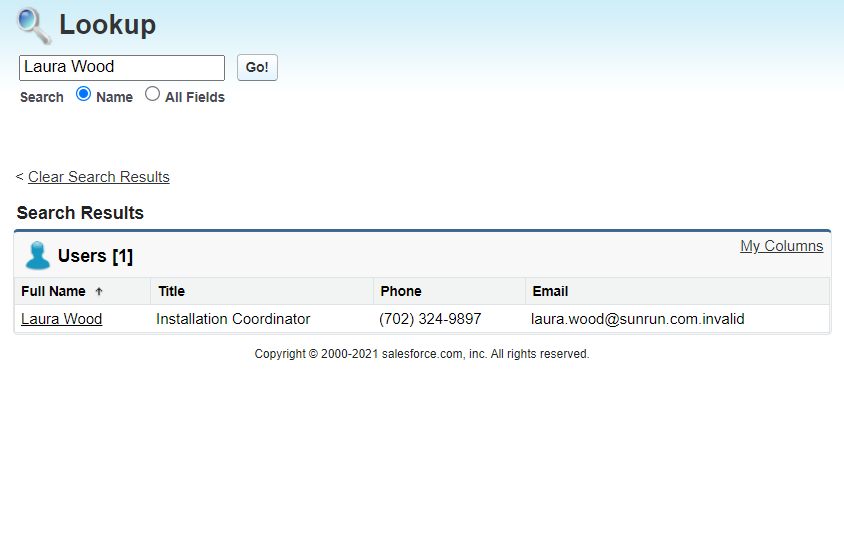 Lookup
Laura Wood Go!
Search Name All Fields
< Clear Search Results
Search Results
Users [1] My Columns
Full Name ↑ Title Phone Email
Laura Wood Installation Coordinator (702) 324-9897 laura.wood@sunrun.com.invalid
Copyright © 2000-2021 salesforce.com, inc. All rights reserved.